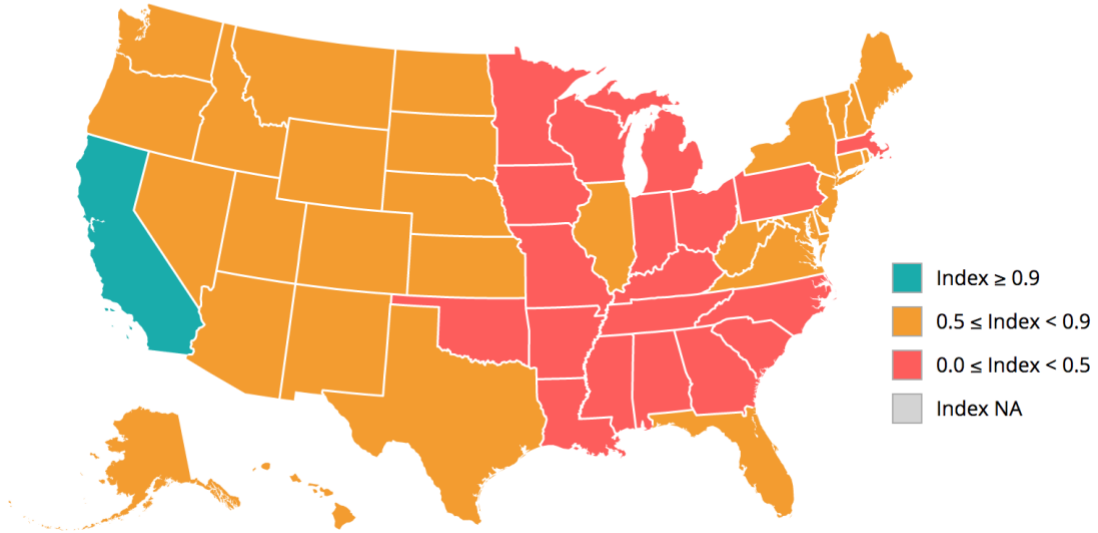 Index ≥ 0.9
0.5 ≤ Index < 0.9
0.0 ≤ Index < 0.5
Index NA